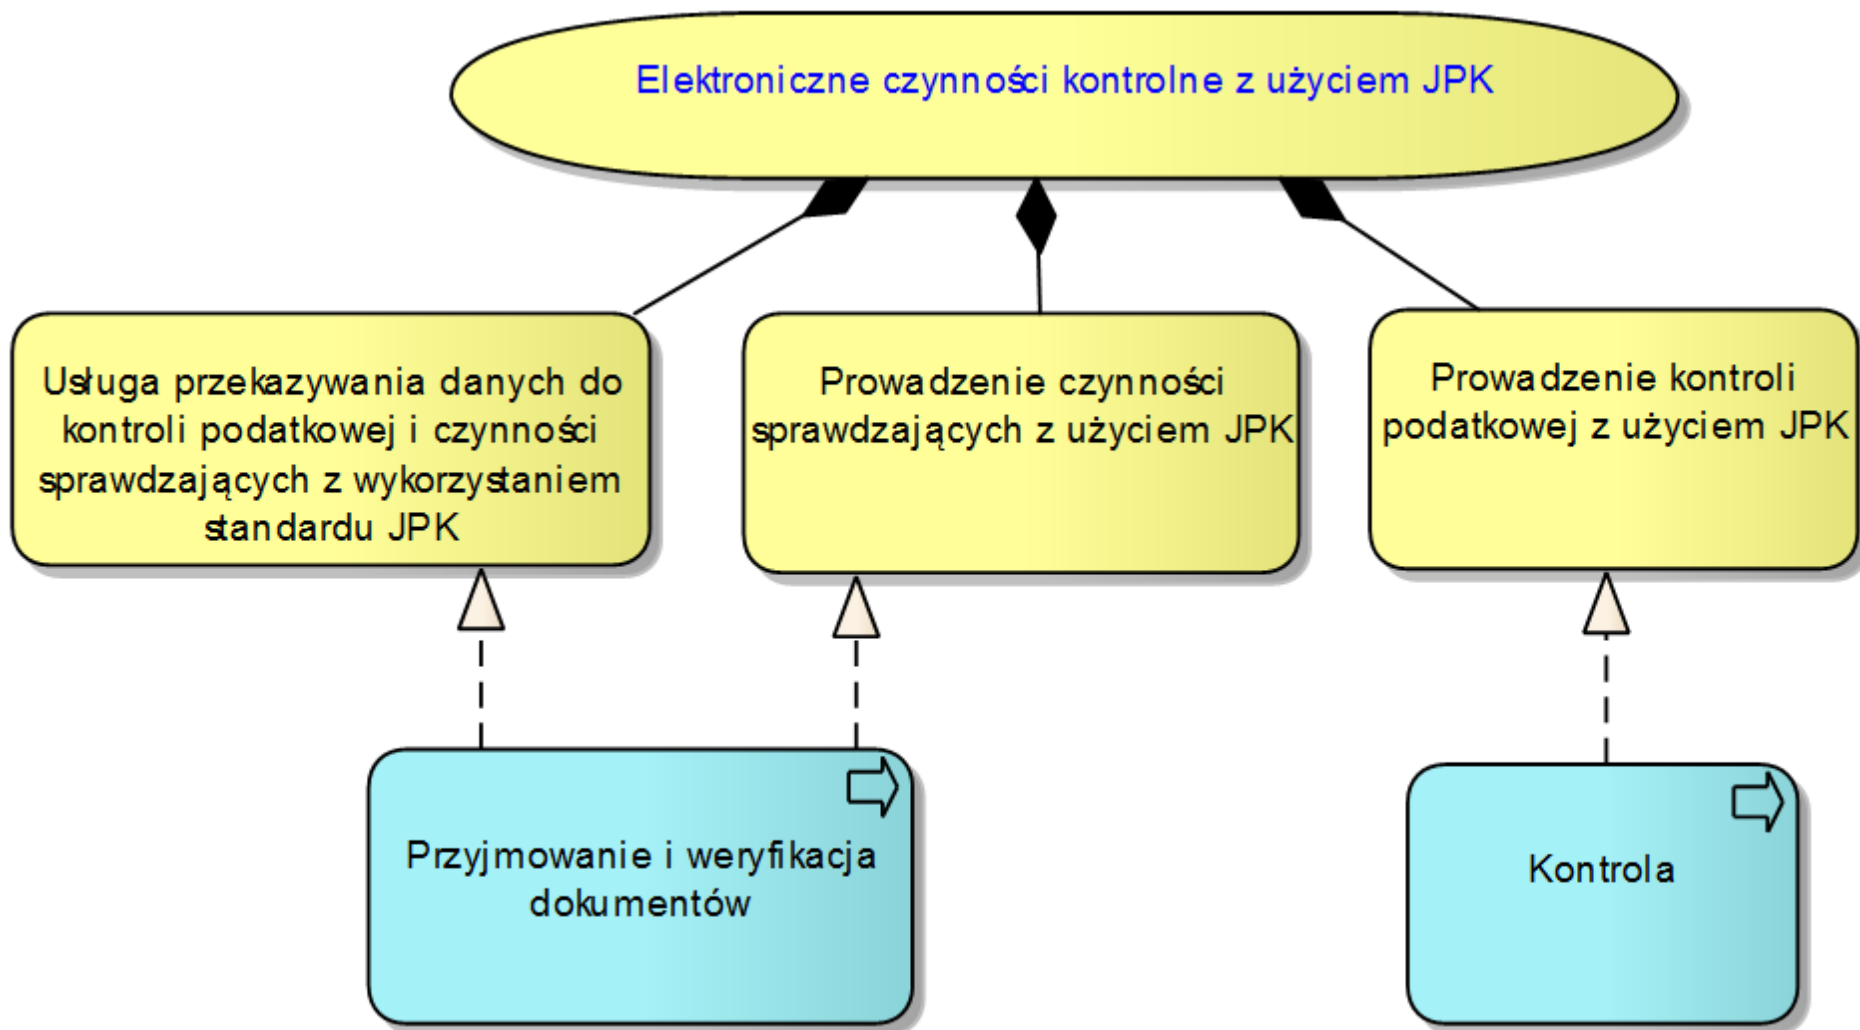 Elektroniczne czynności kontrolne z użyciem JPK
Usługa przekazywania danych do
kontroli podatkowej i czynności
sprawdzających z wykorzystaniem
standardu JPK
Prowadzenie czynności
sprawdzających z użyciem JPK
Prowadzenie kontroli
podatkowej z użyciem JPK
Przyjmowanie i weryfikacja
dokumentów
Kontrola